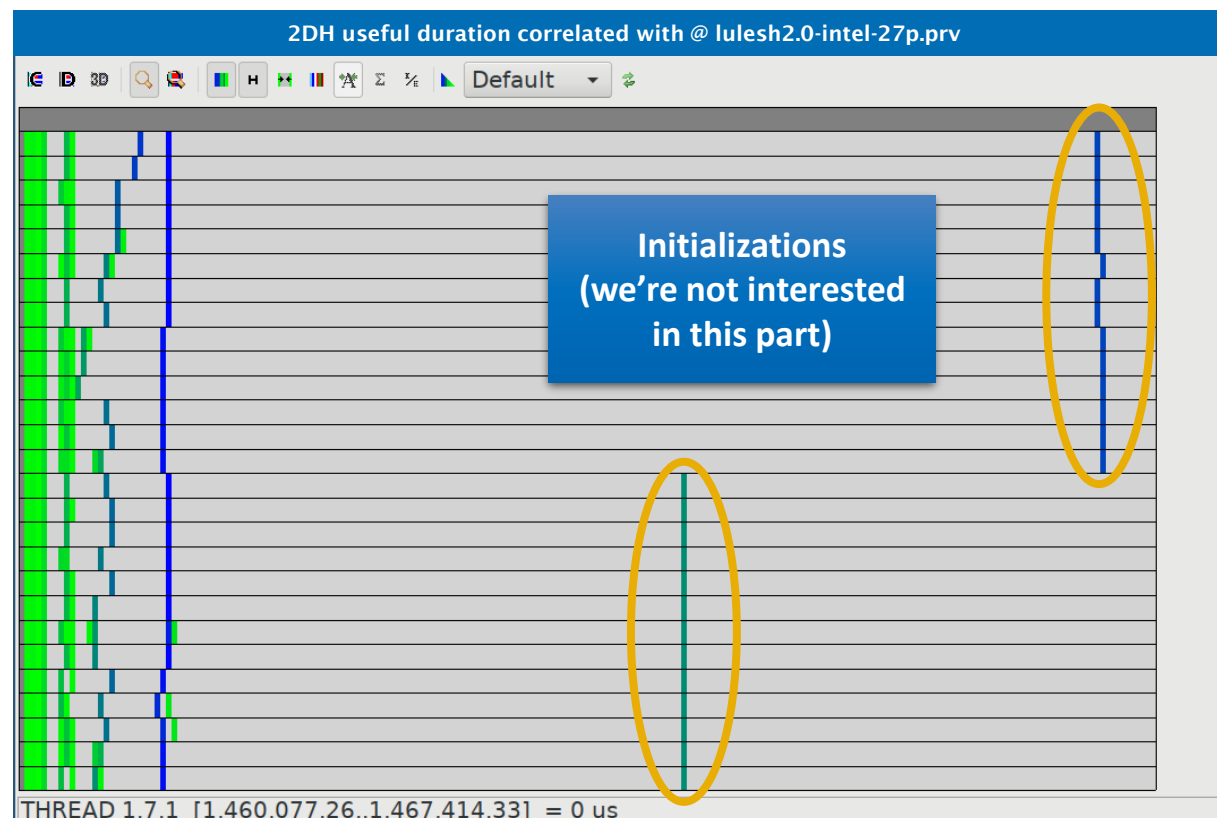 2DH useful duration correlated with @ lulesh2.0-intel-27p.prv
3D H Σ Default
Initializations
(we're not interested
in this part)
THREAD 1.7.1 [1,460,077.26..1,467,414.33] = 0 us